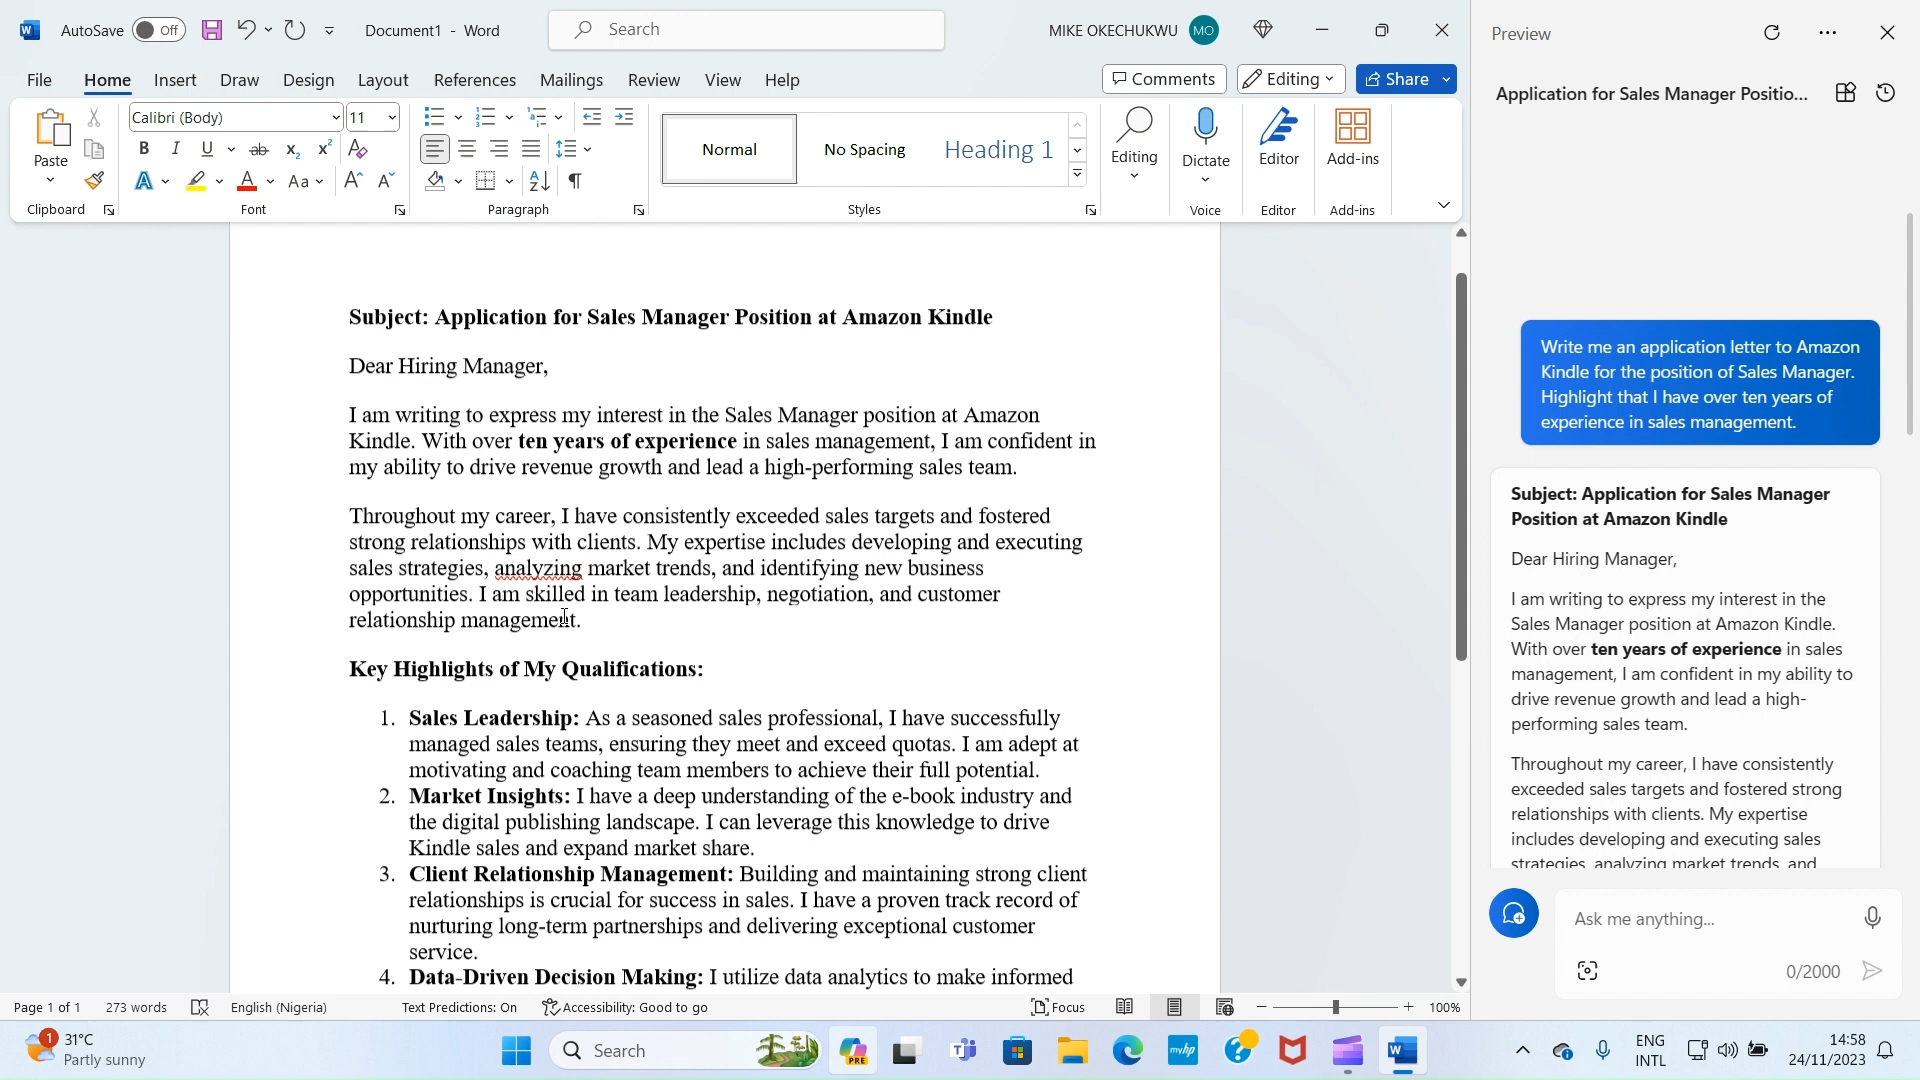 AutoSave Off Document1 - Word Search MIKE OKECHUKWU MO
File Home Insert Draw Design Layout References Mailings Review View Help Comments Editing Share
Paste
Clipboard
Calibri (Body) 11
Font
Paragraph
Normal No Spacing Heading 1
Styles
Editing
Dictate
Voice
Editor
Editor
Add-ins
Add-ins
Subject: Application for Sales Manager Position at Amazon Kindle
Dear Hiring Manager,
I am writing to express my interest in the Sales Manager position at Amazon
Kindle. With over ten years of experience in sales management, I am confident in
my ability to drive revenue growth and lead a high-performing sales team.
Throughout my career, I have consistently exceeded sales targets and fostered
strong relationships with clients. My expertise includes developing and executing
sales strategies, analyzing market trends, and identifying new business
opportunities. I am skilled in team leadership, negotiation, and customer
relationship management.
Key Highlights of My Qualifications:
1. Sales Leadership: As a seasoned sales professional, I have successfully
managed sales teams, ensuring they meet and exceed quotas. I am adept at
motivating and coaching team members to achieve their full potential.
2. Market Insights: I have a deep understanding of the e-book industry and
the digital publishing landscape. I can leverage this knowledge to drive
Kindle sales and expand market share.
3. Client Relationship Management: Building and maintaining strong client
relationships is crucial for success in sales. I have a proven track record of
nurturing long-term partnerships and delivering exceptional customer
service.
4. Data-Driven Decision Making: I utilize data analytics to make informed
Page 1 of 1 273 words English (Nigeria) Text Predictions: On Accessibility: Good to go Focus 100%
Preview
Application for Sales Manager Positio...
Write me an application letter to Amazon
Kindle for the position of Sales Manager.
Highlight that I have over ten years of
experience in sales management.
Subject: Application for Sales Manager
Position at Amazon Kindle
Dear Hiring Manager,
I am writing to express my interest in the
Sales Manager position at Amazon Kindle.
With over ten years of experience in sales
management, I am confident in my ability to
drive revenue growth and lead a high-
performing sales team.
Throughout my career, I have consistently
exceeded sales targets and fostered strong
relationships with clients. My expertise
includes developing and executing sales
strategies, analyzing market trends, and
Ask me anything...
0/2000
1 31°C
Partly sunny
Search
PRE
myhp
ENG
INTL
14:58
24/11/2023